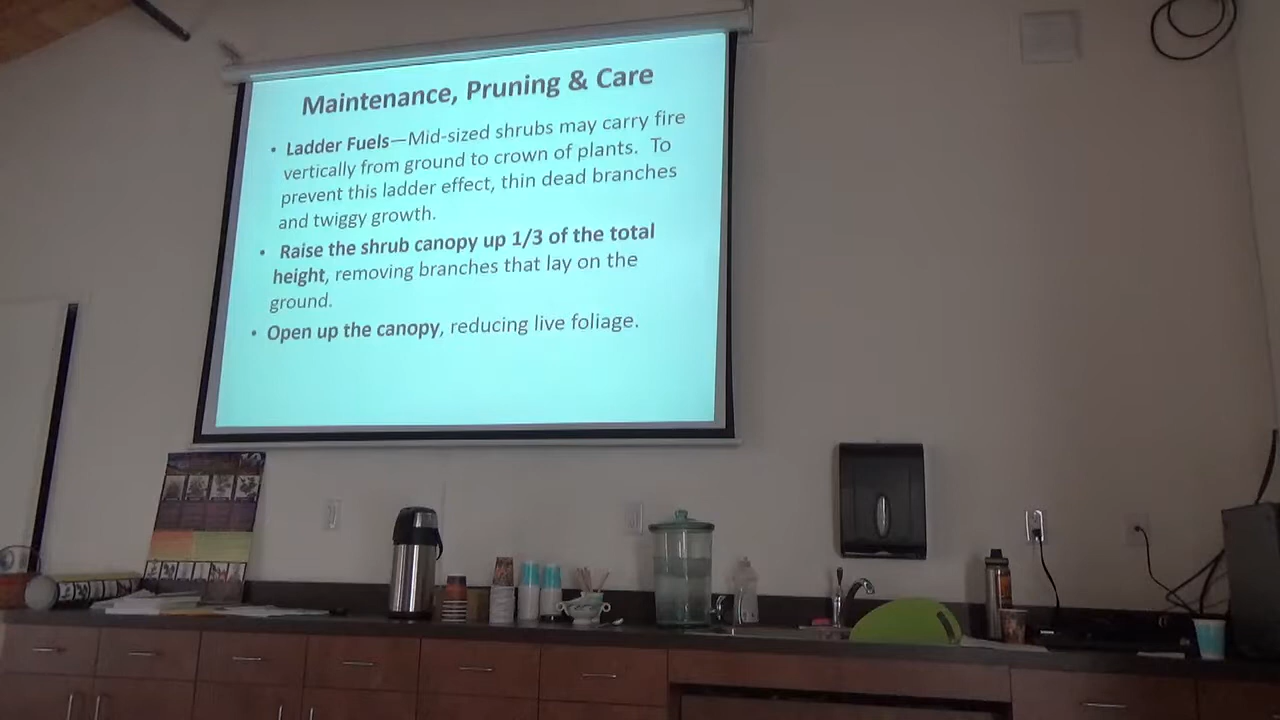 Maintenance, Pruning & Care
• Ladder Fuels—Mid-sized shrubs may carry fire
vertically from ground to crown of plants. To
prevent this ladder effect, thin dead branches
and twiggy growth.
• Raise the shrub canopy up 1/3 of the total
height, removing branches that lay on the
ground.
• Open up the canopy, reducing live foliage.